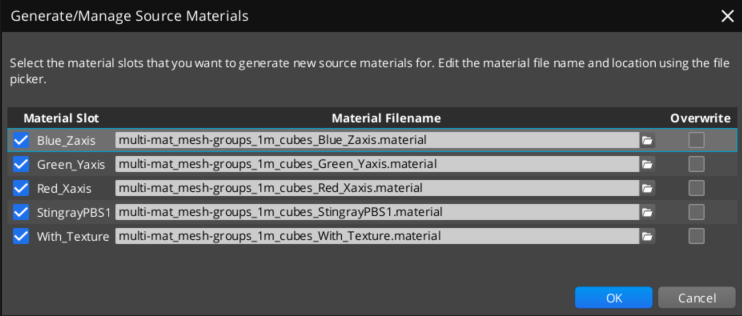 Generate/Manage Source Materials
Select the material slots that you want to generate new source materials for. Edit the material file name and location using the file
picker.
Material Slot Material Filename Overwrite
Blue_Zaxis multi-mat_mesh-groups_1m_cubes_Blue_Zaxis.material
Green_Yaxis multi-mat_mesh-groups_1m_cubes_Green_Yaxis.material
Red_Xaxis multi-mat_mesh-groups_1m_cubes_Red_Xaxis.material
StingrayPBS1 multi-mat_mesh-groups_1m_cubes_StingrayPBS1.material
With_Texture multi-mat_mesh-groups_1m_cubes_With_Texture.material
OK Cancel